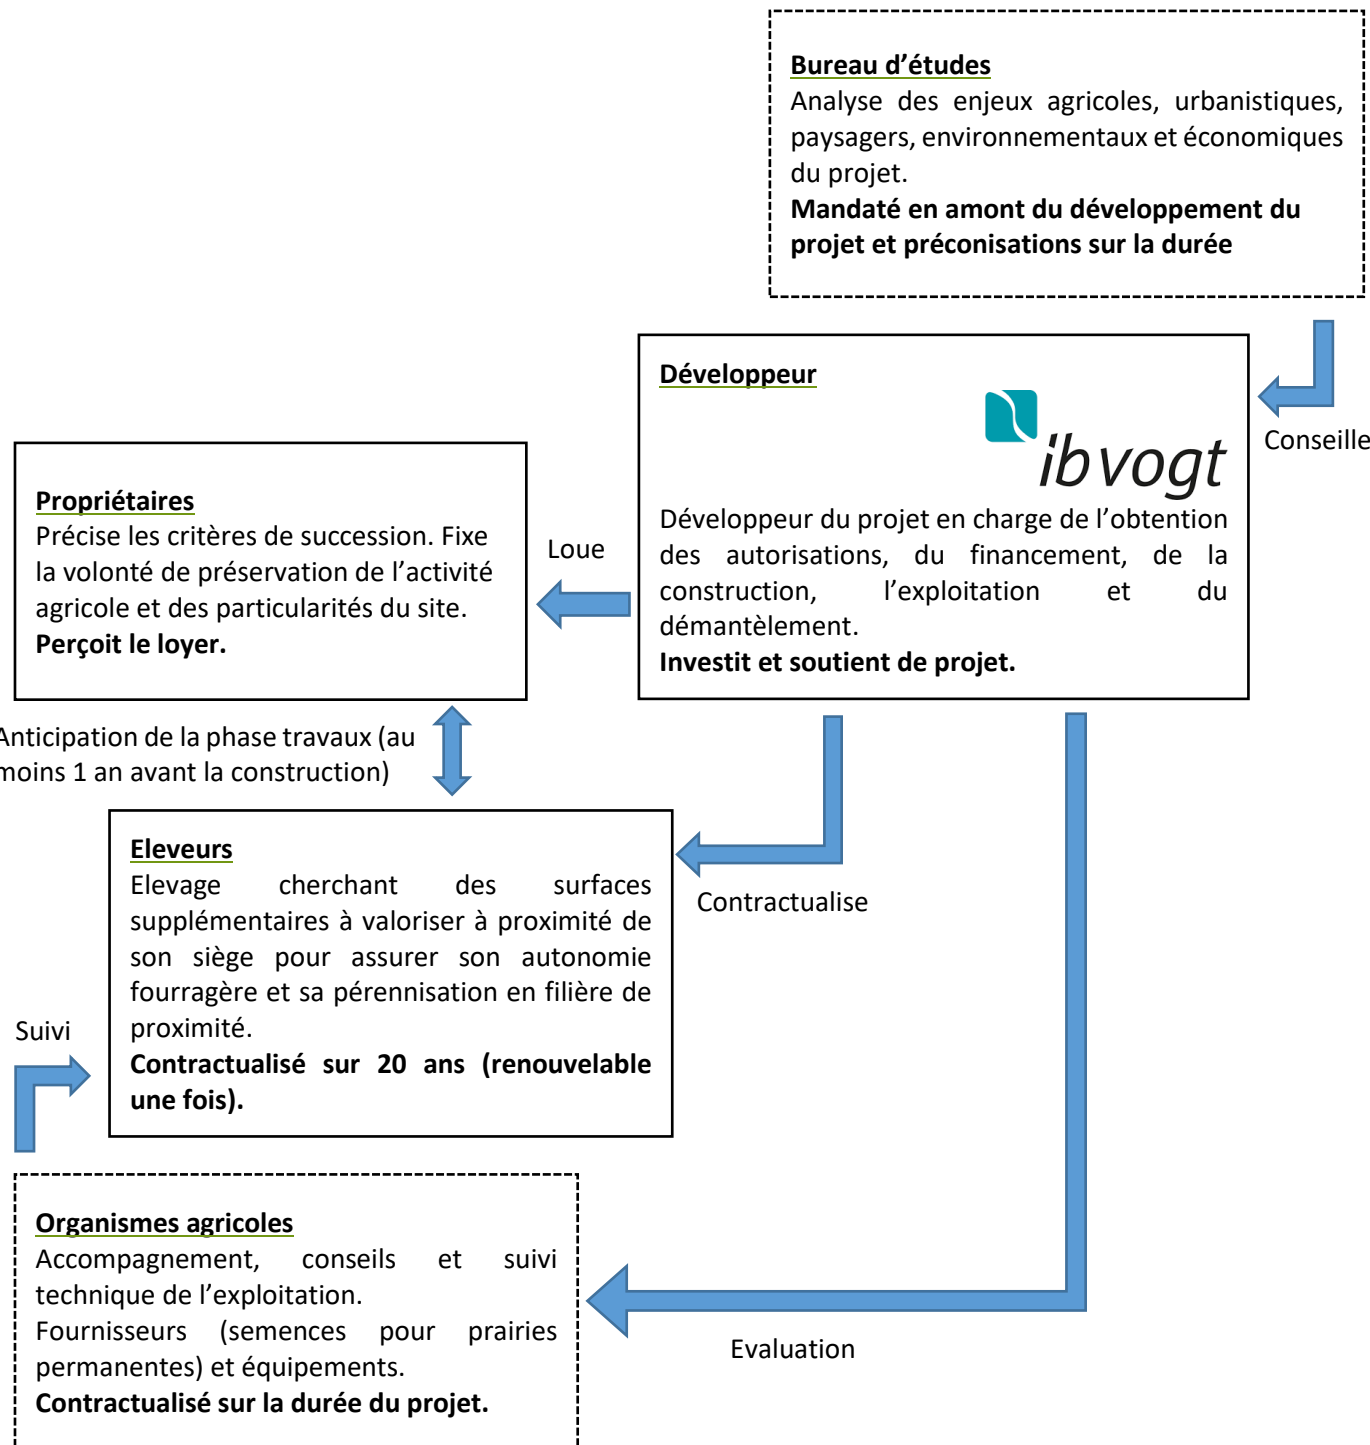 Bureau d’études
Analyse des enjeux agricoles, urbanistiques,
paysagers, environnementaux et économiques
du projet.
Mandaté en amont du développement du
projet et préconisations sur la durée
Conseille
Développeur
ibvogt
Développeur du projet en charge de l’obtention
des autorisations, du financement, de la
construction, l’exploitation et du
démantèlement.
Investit et soutient de projet.
Loue
Propriétaires
Précise les critères de succession. Fixe
la volonté de préservation de l’activité
agricole et des particularités du site.
Perçoit le loyer.
Anticipation de la phase travaux (au
moins 1 an avant la construction)
Eleveurs
Elevage cherchant des surfaces
supplémentaires à valoriser à proximité de
son siège pour assurer son autonomie
fourragère et sa pérennisation en filière de
proximité.
Contractualisé sur 20 ans (renouvelable
une fois).
Contractualise
Suivi
Organismes agricoles
Accompagnement, conseils et suivi
technique de l’exploitation.
Fournisseurs (semences pour prairies
permanentes) et équipements.
Contractualisé sur la durée du projet.
Evaluation